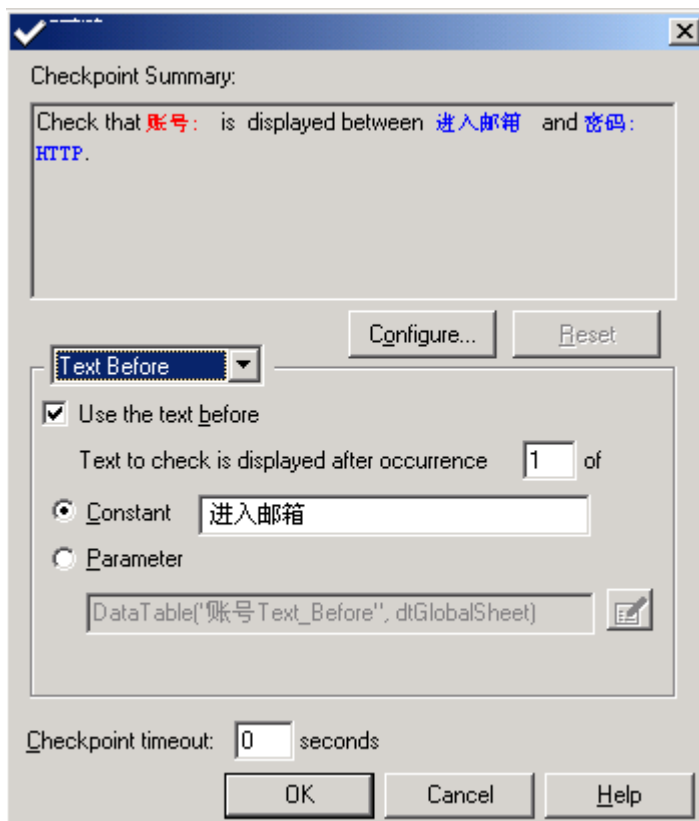 Checkpoint Summary:
Check that 账号: is displayed between 进入邮箱 and 密码:
HTTP.
Configure... Reset
Text Before
Use the text before
Text to check is displayed after occurrence 1 of
Constant 进入邮箱
Parameter
DataTable("账号Text_Before", dtGlobalSheet)
Checkpoint timeout: 0 seconds
OK Cancel Help